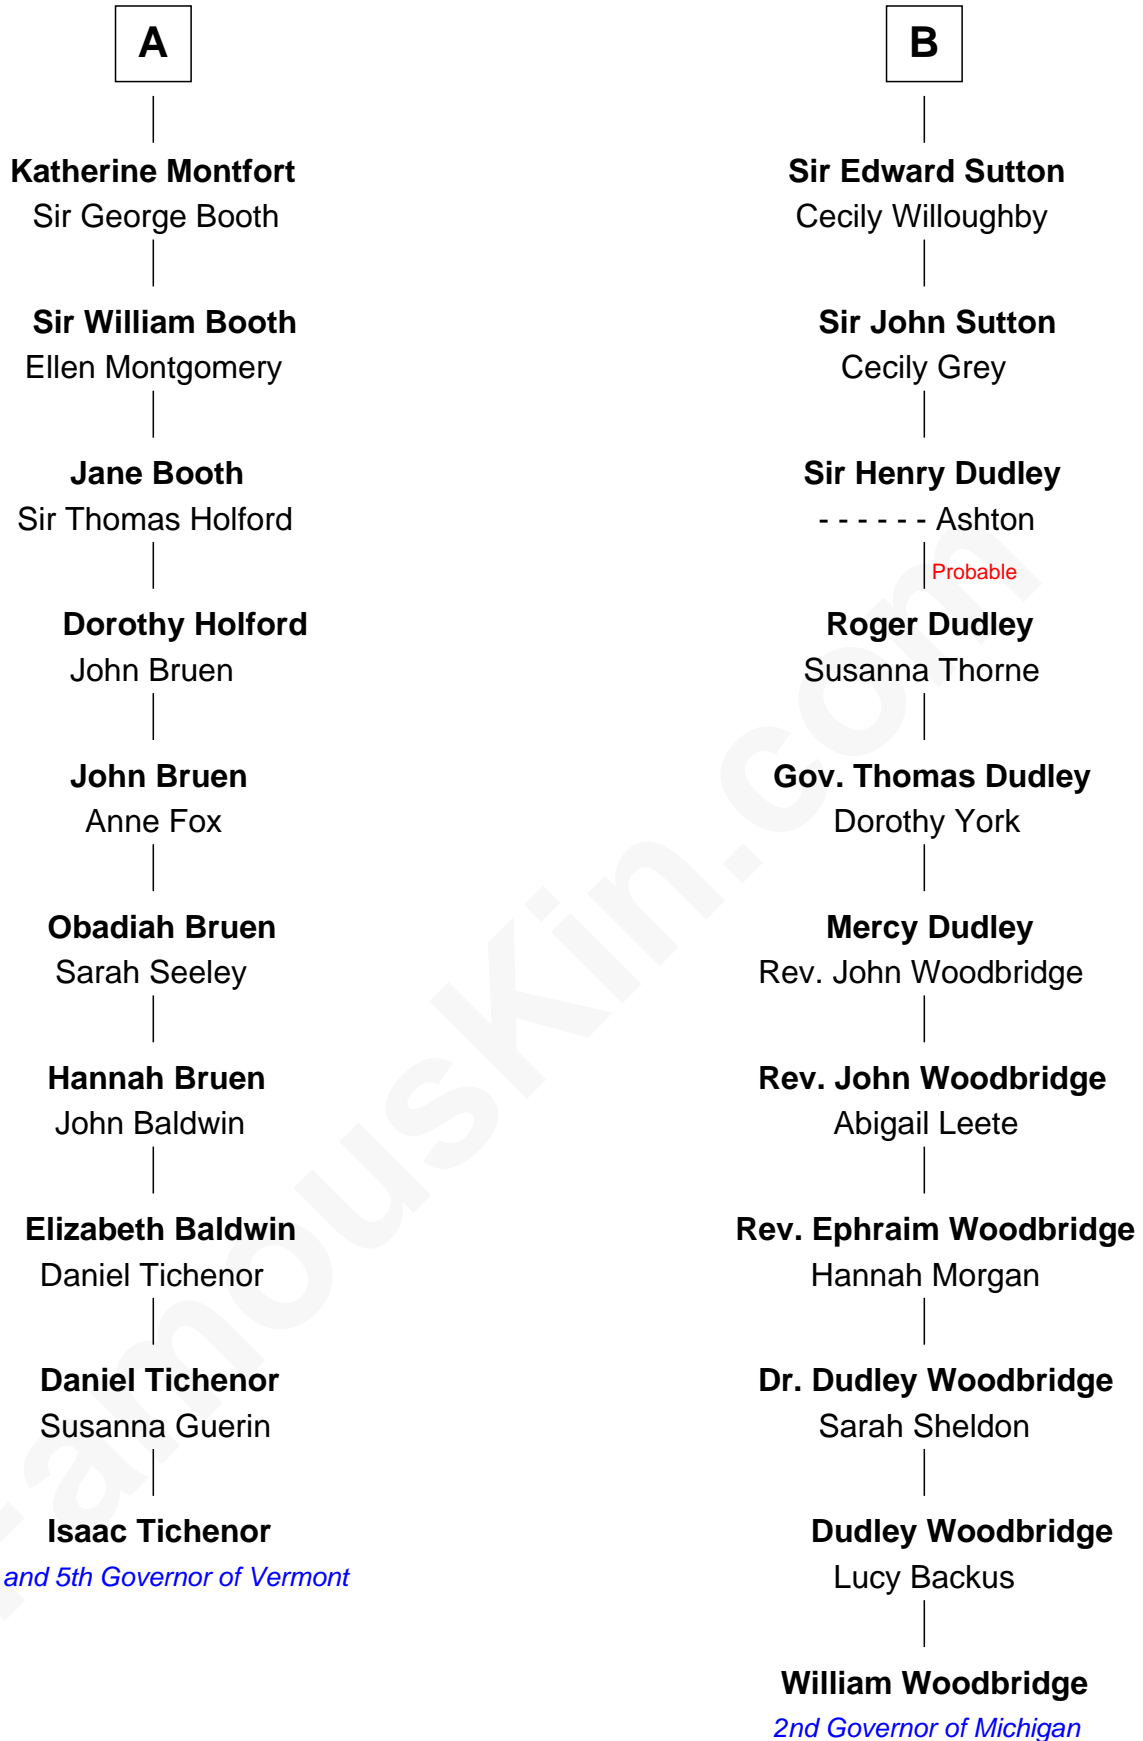 A
Katherine Montfort
Sir George Booth
Sir William Booth
Ellen Montgomery
Jane Booth
Sir Thomas Holford
Dorothy Holford
John Bruen
John Bruen
Anne Fox
Obadiah Bruen
Sarah Seeley
Hannah Bruen
John Baldwin
Elizabeth Baldwin
Daniel Tichenor
Daniel Tichenor
Susanna Guerin
Isaac Tichenor
and 5th Governor of Vermont
B
Sir Edward Sutton
Cecily Willoughby
Sir John Sutton
Cecily Grey
Sir Henry Dudley
- - - - - - Ashton
Probable
Roger Dudley
Susanna Thorne
Gov. Thomas Dudley
Dorothy York
Mercy Dudley
Rev. John Woodbridge
Rev. John Woodbridge
Abigail Leete
Rev. Ephraim Woodbridge
Hannah Morgan
Dr. Dudley Woodbridge
Sarah Sheldon
Dudley Woodbridge
Lucy Backus
William Woodbridge
2nd Governor of Michigan
FamousKin.com